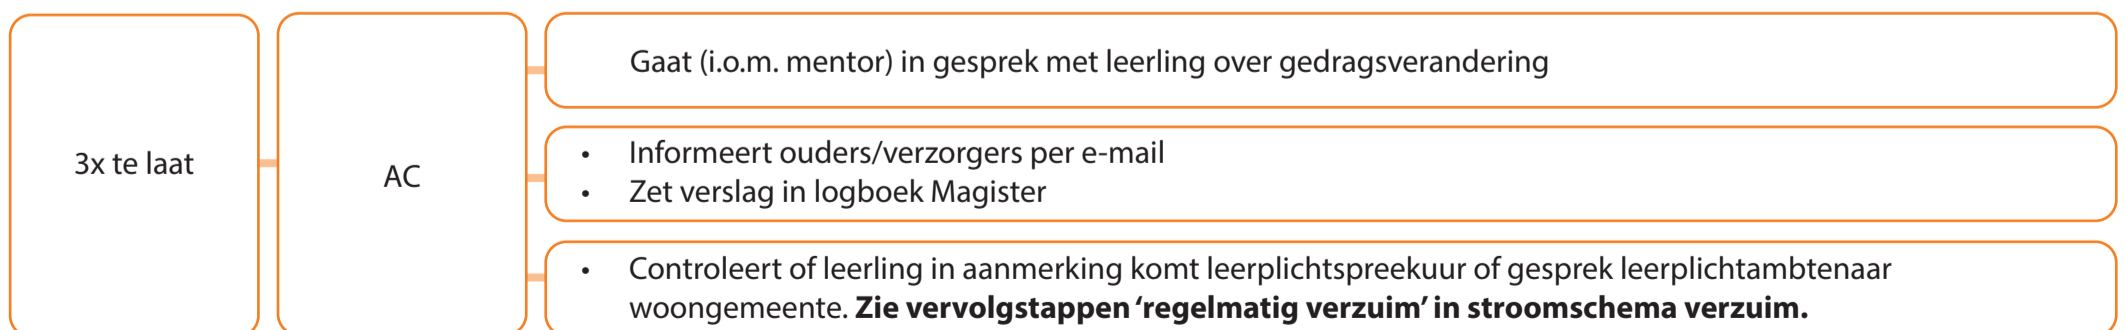 3x te laat
AC
Gaat (i.o.m. mentor) in gesprek met leerling over gedragsverandering
• Informeert ouders/verzorgers per e-mail
• Zet verslag in logboek Magister
• Controleert of leerling in aanmerking komt leerplichtspreekuur of gesprek leerplichtambtenaar
woongemeente. Zie vervolgstappen ‘regelmatig verzuim’ in stroomschema verzuim.